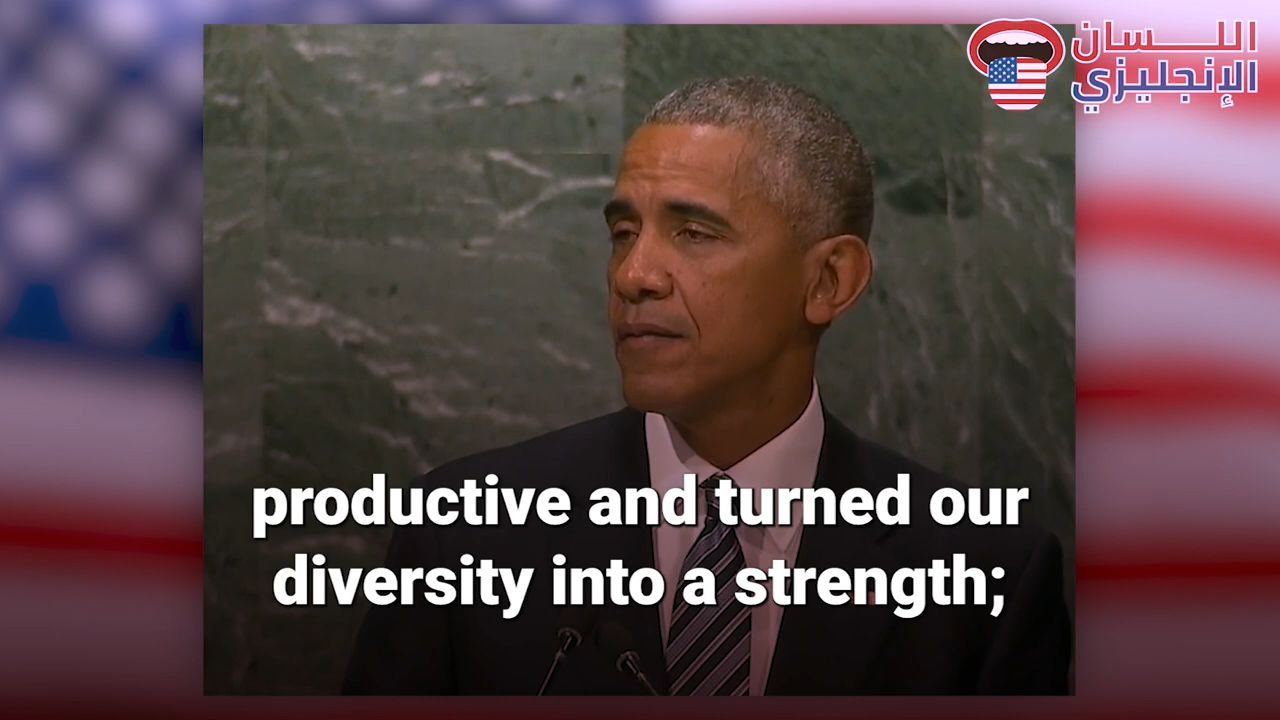 اللسان
الإنجليزي
productive and turned our
diversity into a strength;